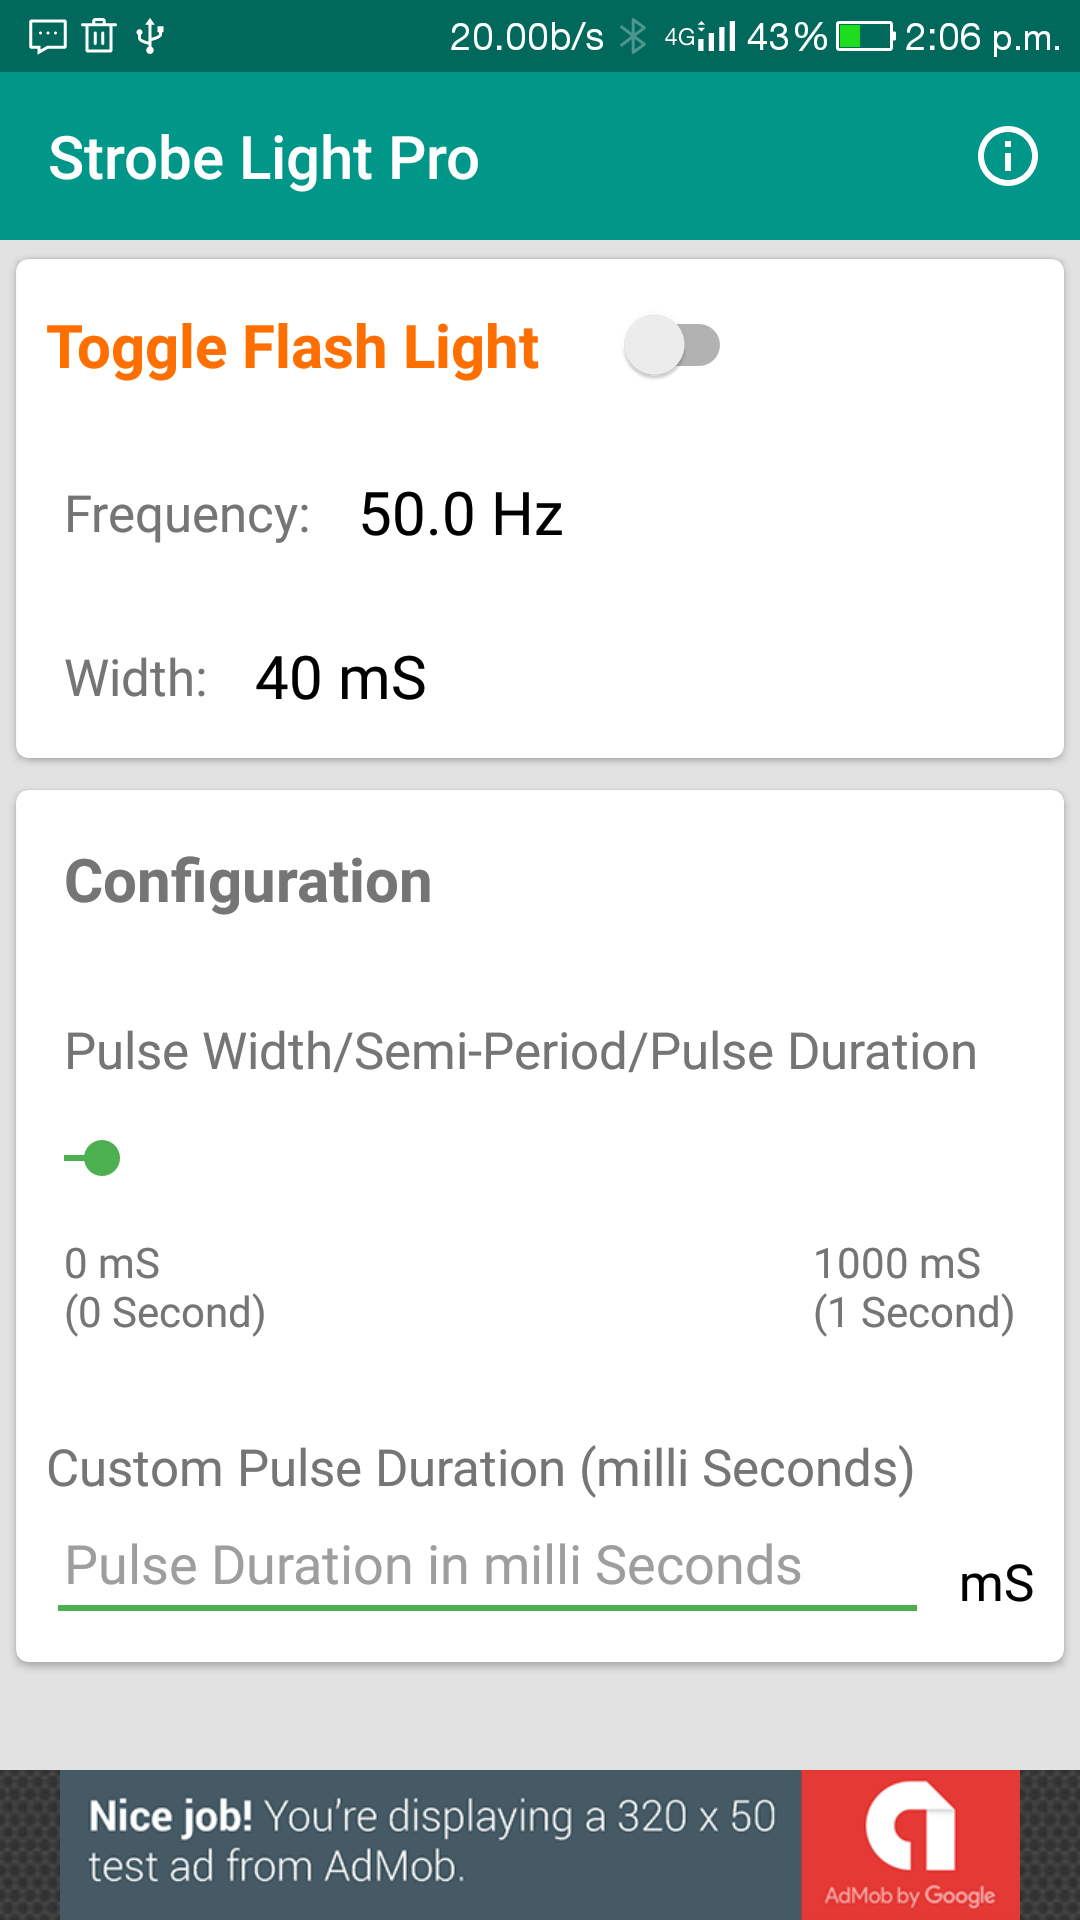 20.00b/s 4G 43% 2:06 p.m.
Strobe Light Pro
Toggle Flash Light
Frequency: 50.0 Hz
Width: 40 mS
Configuration
Pulse Width/Semi-Period/Pulse Duration
0 mS 1000 mS
(0 Second) (1 Second)
Custom Pulse Duration (milli Seconds)
Pulse Duration in milli Seconds mS
Nice job! You're displaying a 320 x 50
test ad from AdMob.
AdMob by Google